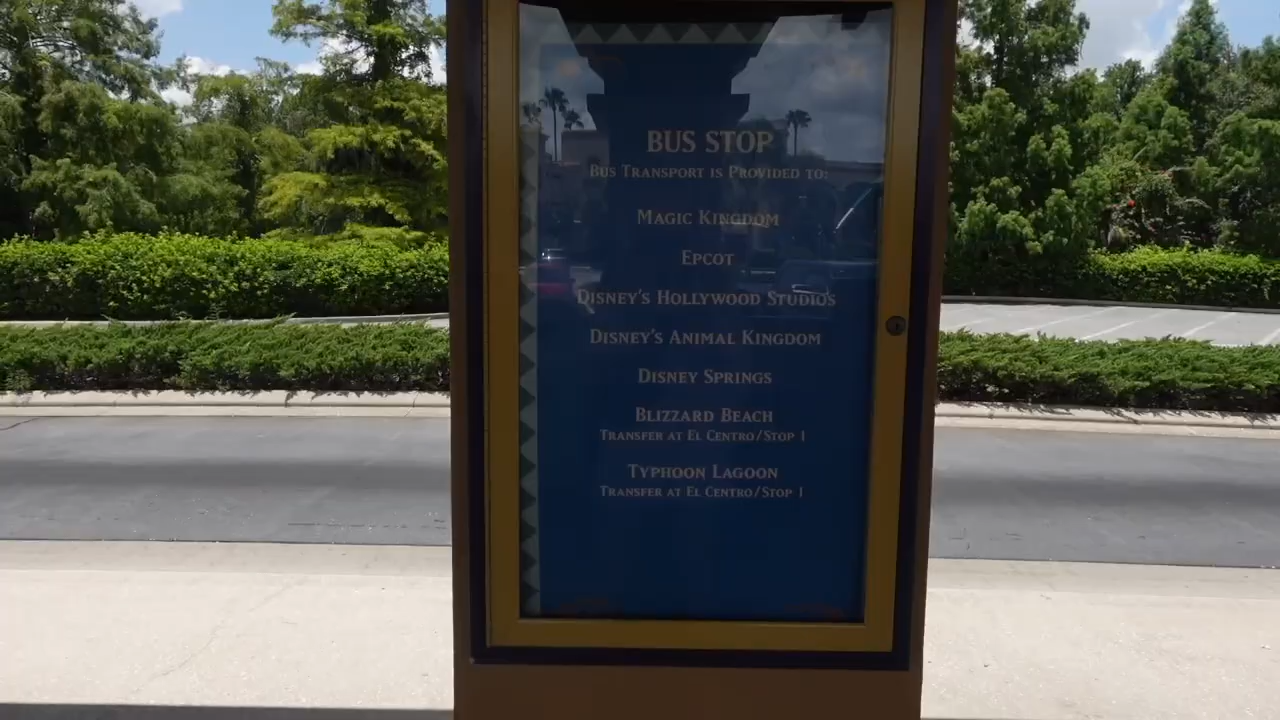 BUS STOP
BUS TRANSPORT IS PROVIDED TO:
MAGIC KINGDOM
EPCOT
DISNEY'S HOLLYWOOD STUDIOS
DISNEY'S ANIMAL KINGDOM
DISNEY SPRINGS
BLIZZARD BEACH
TRANSFER AT EL CENTRO/STOP 1
TYPHOON LAGOON
TRANSFER AT EL CENTRO/STOP 1